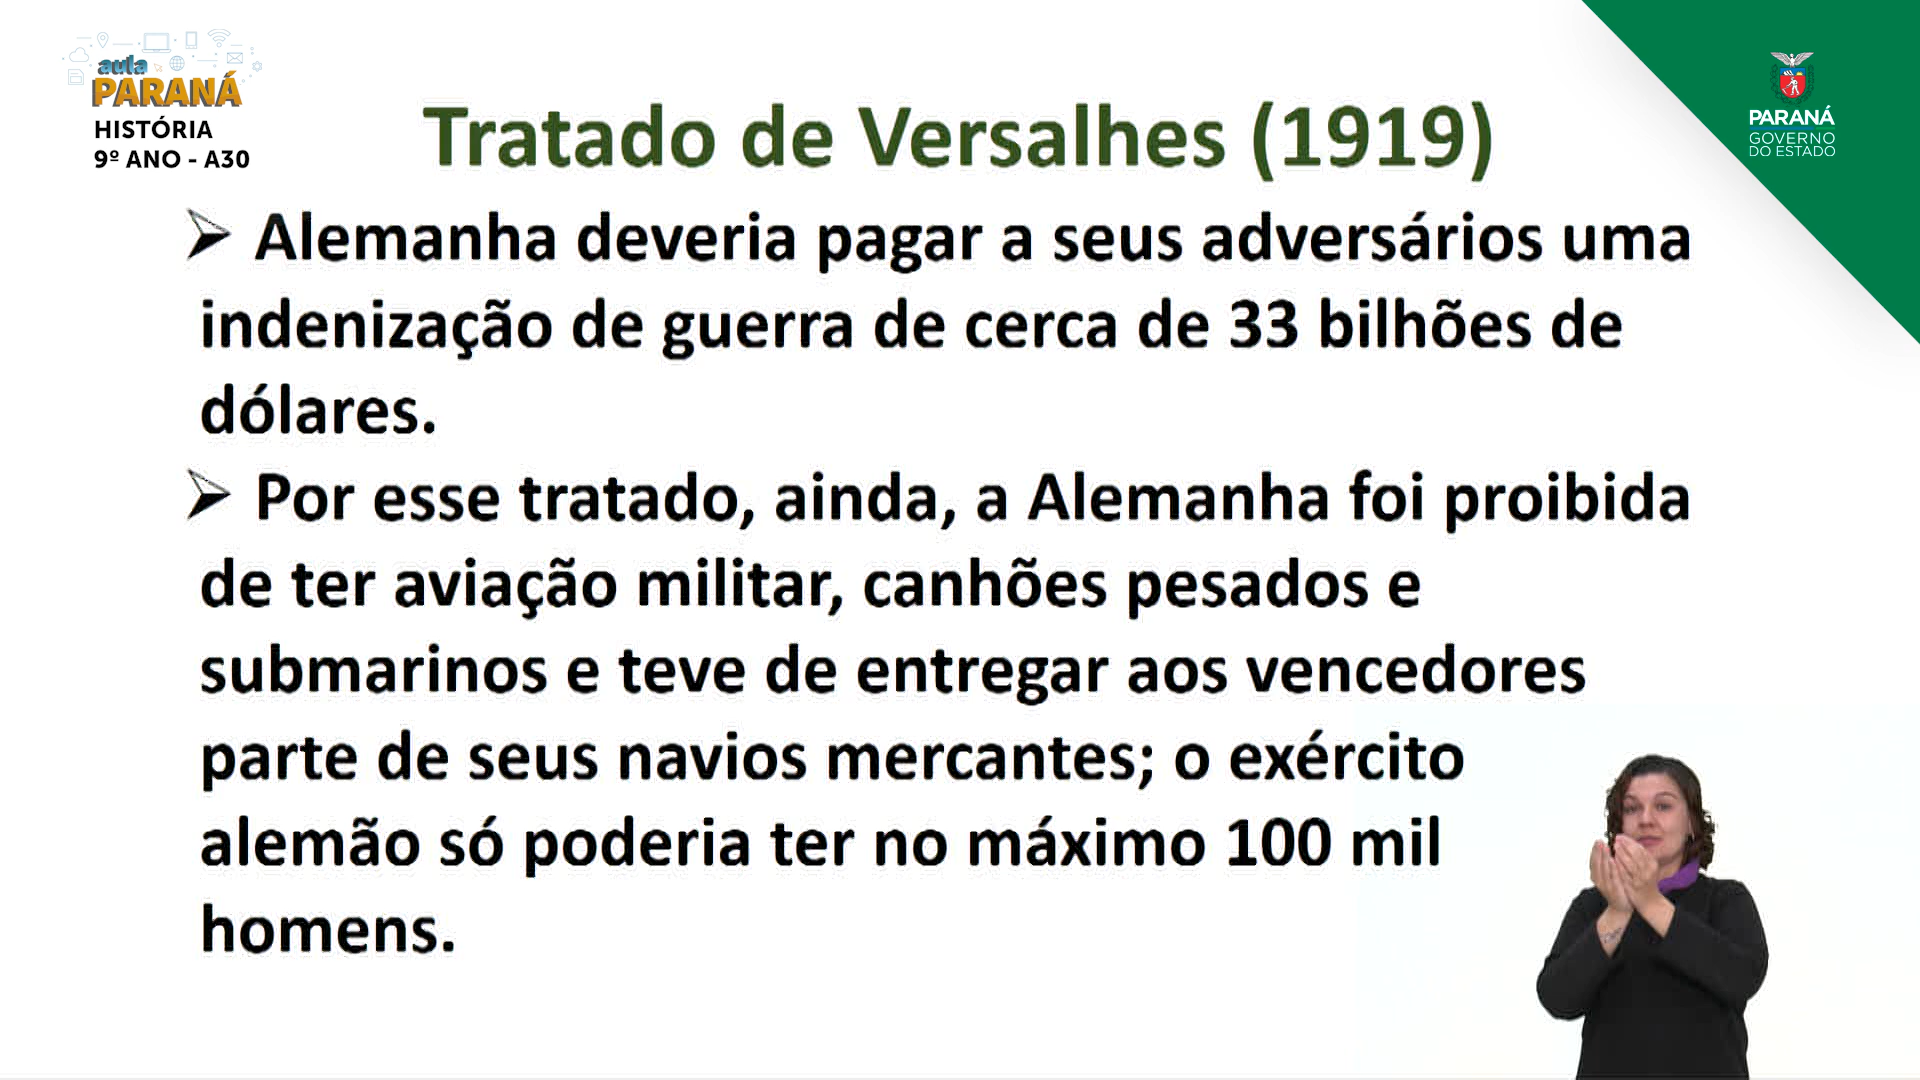 aula
PARANÁ
HISTÓRIA
9º ANO - A30
PARANÁ
GOVERNO
DO ESTADO
Tratado de Versalhes (1919)
➢ Alemanha deveria pagar a seus adversários uma
indenização de guerra de cerca de 33 bilhões de
dólares.
➢ Por esse tratado, ainda, a Alemanha foi proibida
de ter aviação militar, canhões pesados e
submarinos e teve de entregar aos vencedores
parte de seus navios mercantes; o exército
alemão só poderia ter no máximo 100 mil
homens.